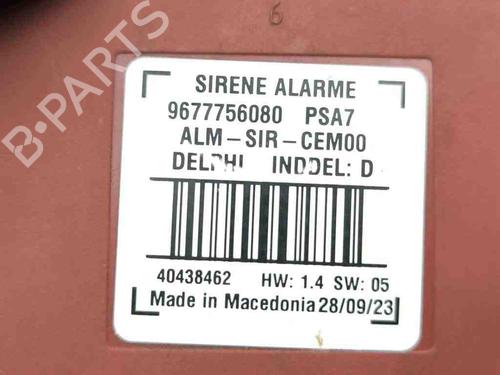 6
B-PARTS
SIRENE ALARME
9677756080 PSA7
ALM-SIR-CEM00
DELPHI INDDEL: D
40438462 HW: 1.4 SW: 05
Made in Macedonia 28/09/23